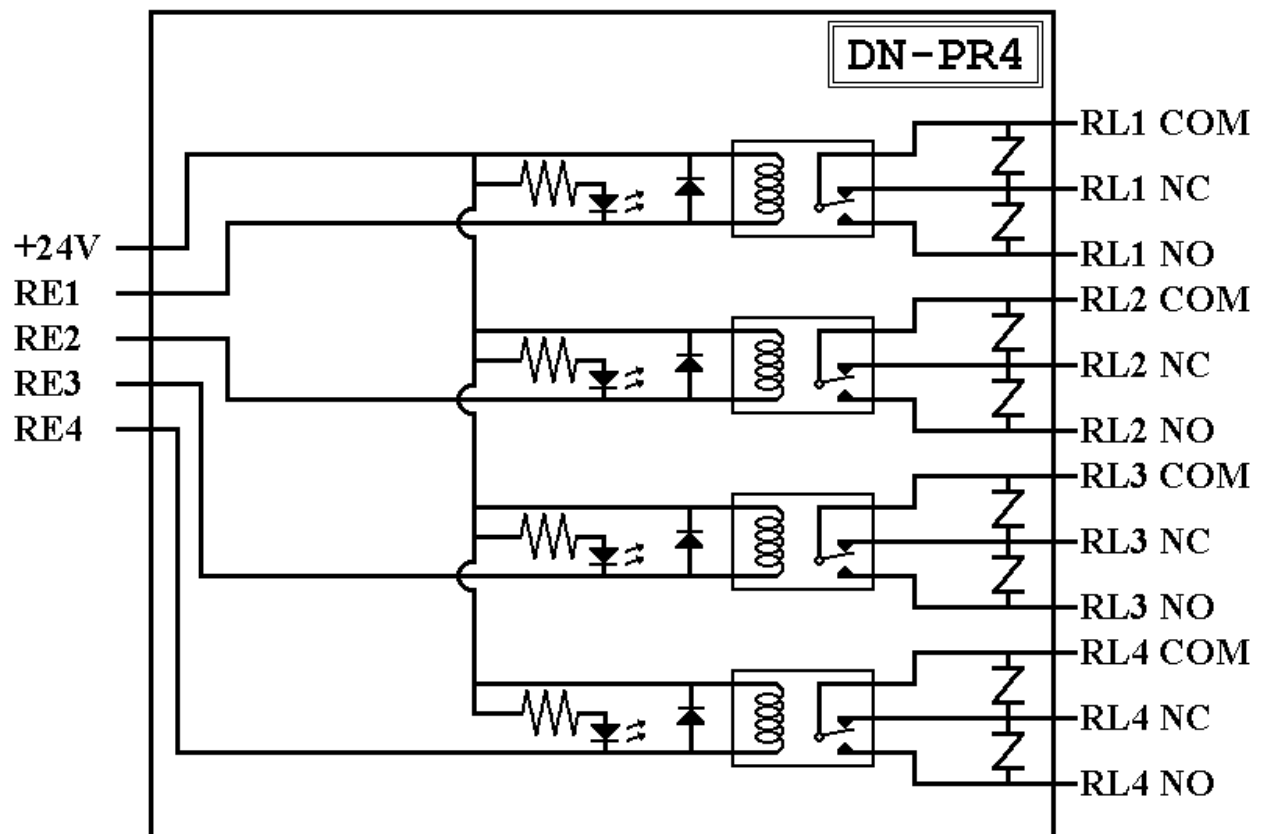 DN-PR4
+24V
RE1
RE2
RE3
RE4
RL1 COM
RL1 NC
RL1 NO
RL2 COM
RL2 NC
RL2 NO
RL3 COM
RL3 NC
RL3 NO
RL4 COM
RL4 NC
RL4 NO